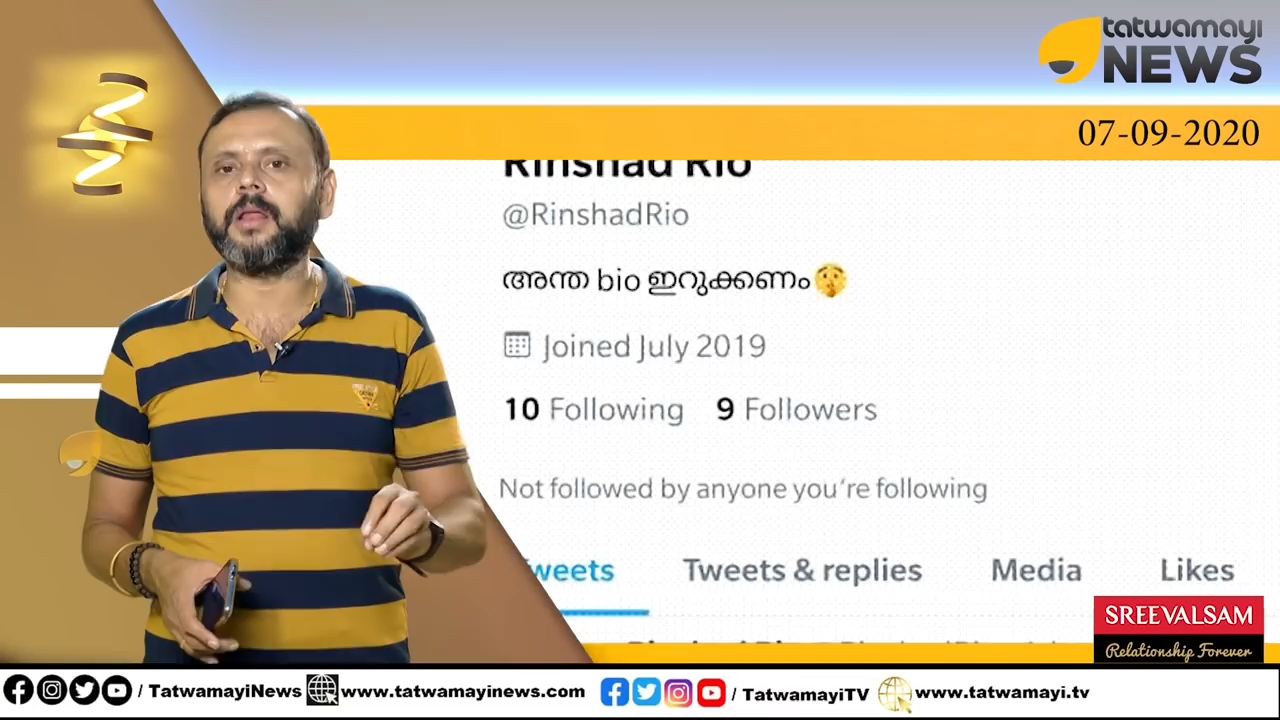 tatwamayi
NEWS
07-09-2020
Rinshad Rio
@RinshadRio
അന്ത bio ഇറുക്കണം🤫
Joined July 2019
10 Following 9 Followers
Not followed by anyone you're following
weets Tweets & replies Media Likes
SREEVALSAM
Relationship Forever
/ TatwamayiNews www.tatwamayinews.com / TatwamayiTV www.tatwamayi.tv